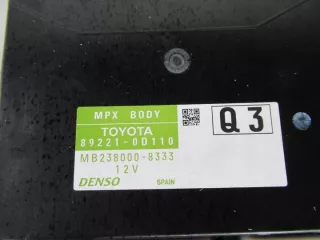 MPX BODY
TOYOTA
89221-0D110
MB238000-8333
12V
DENSO
SPAIN
Q3